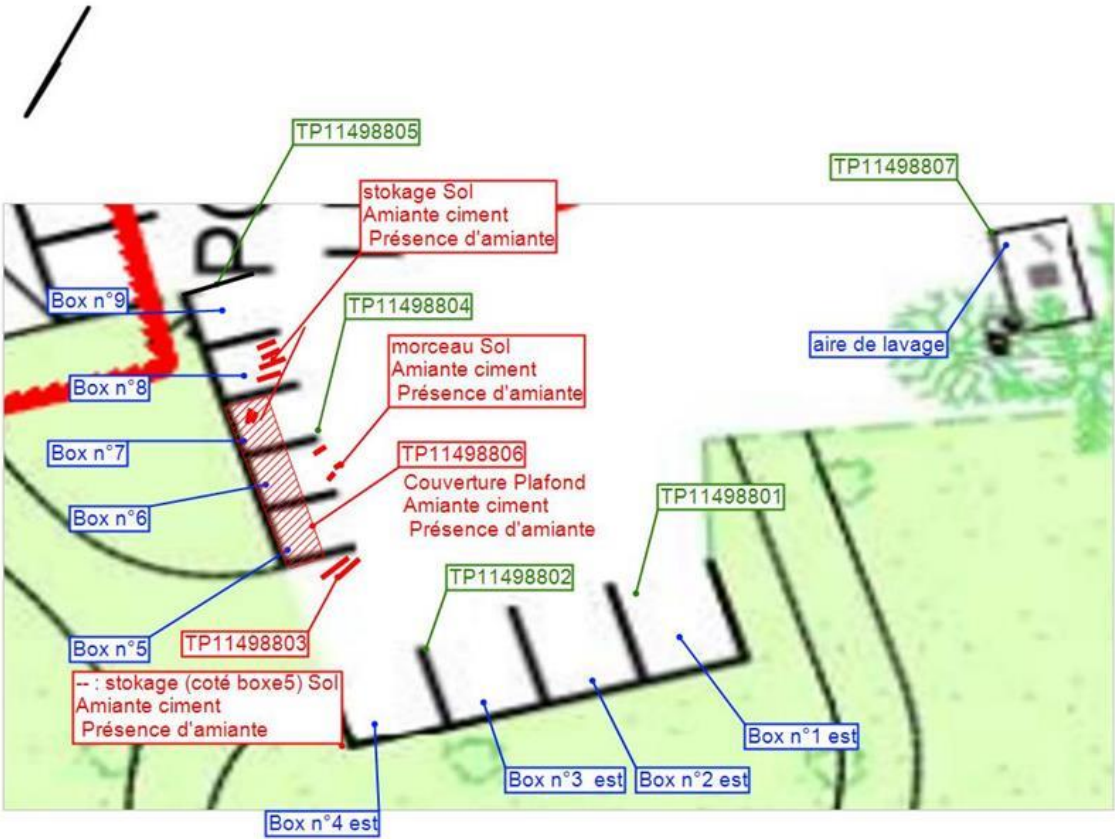 TP11498805
TP11498807
stokage Sol
Amiante ciment
Présence d'amiante
Box n°9
TP11498804
aire de lavage
morceau Sol
Amiante ciment
Présence d'amiante
Box n°8
Box n°7
TP11498806
Couverture Plafond
Amiante ciment
Présence d'amiante
TP11498801
Box n°6
TP11498802
Box n°5
TP11498803
-- : stokage (coté boxe5) Sol
Amiante ciment
Présence d'amiante
Box n°1 est
Box n°3 est
Box n°2 est
Box n°4 est